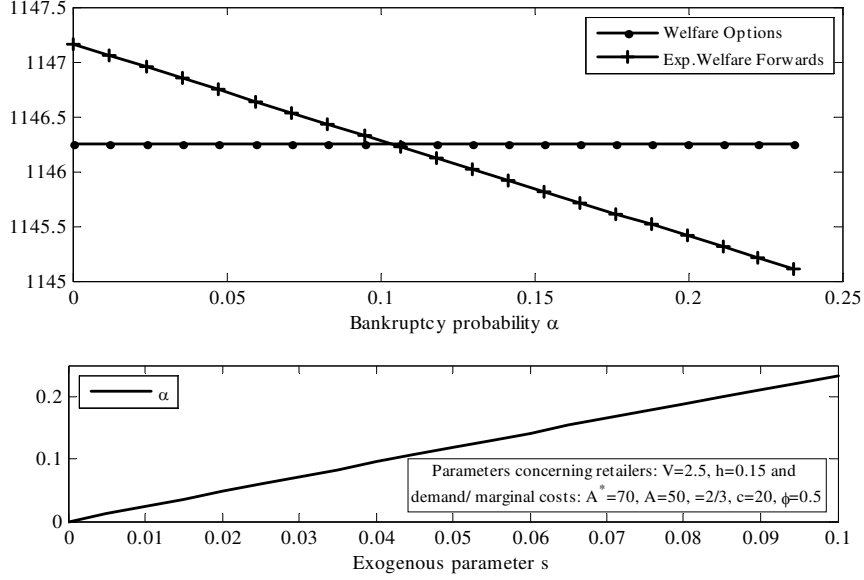 1147.5
1147
1146.5
1146
1145.5
1145
Welfare Options
Exp.Welfare Forwards
0 0.05 0.1 0.15 0.2 0.25
Bankruptcy probability α
0.2
0.1
0
α
Parameters concerning retailers: V=2.5, h=0.15 and
demand/ marginal costs: A*=70, A=50, =2/3, c=20, ϕ=0.5
0 0.01 0.02 0.03 0.04 0.05 0.06 0.07 0.08 0.09 0.1
Exogenous parameter s